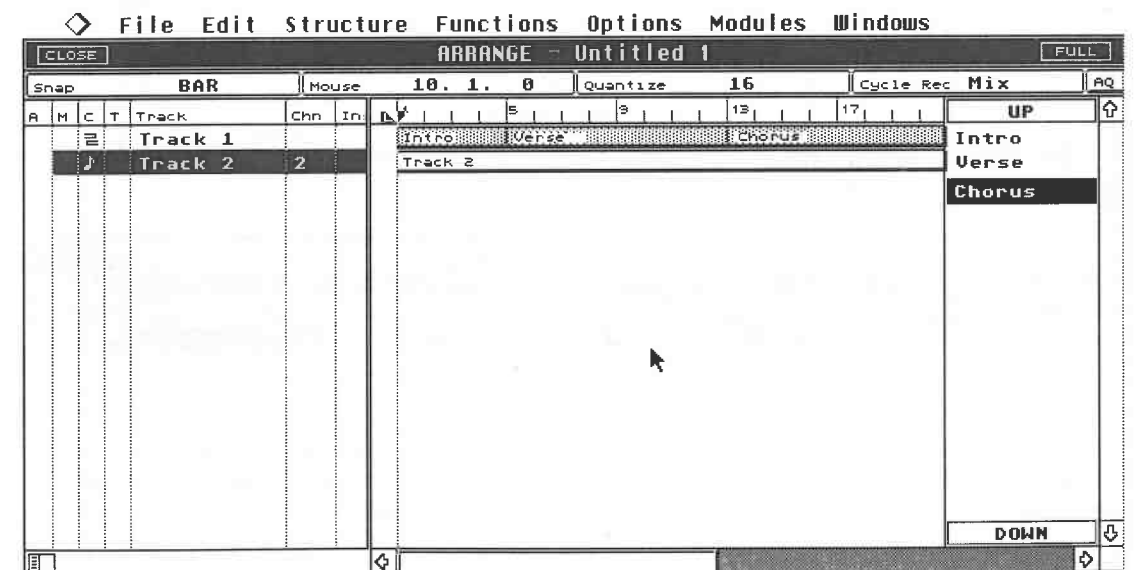 File Edit Structure Functions Options Modules Windows
CLOSE ARRANGE - Untitled 1 FULL
Snap BAR Mouse 10. 1. 0 Quantize 16 Cycle Rec Mix AQ
A M C T Track Chn In 5 9 13 17 UP
Track 1 Intro Verse Chorus Intro
Track 2 2 Track 2 Verse
Chorus
DOWN